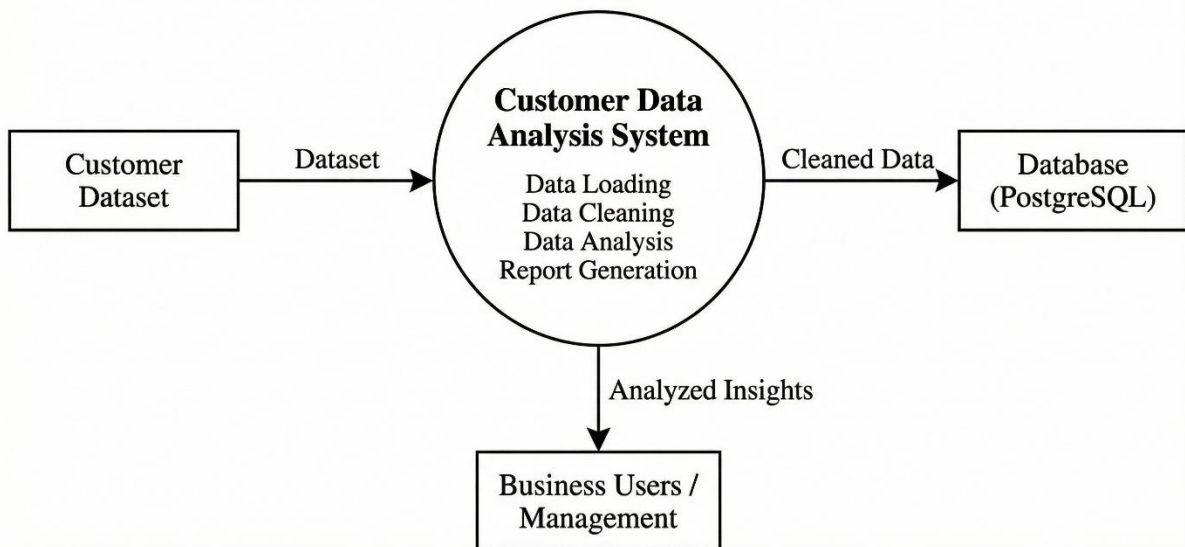 Customer
Dataset
Dataset
Customer Data
Analysis System
Data Loading
Data Cleaning
Data Analysis
Report Generation
Cleaned Data
Database
(PostgreSQL)
Analyzed Insights
Business Users /
Management